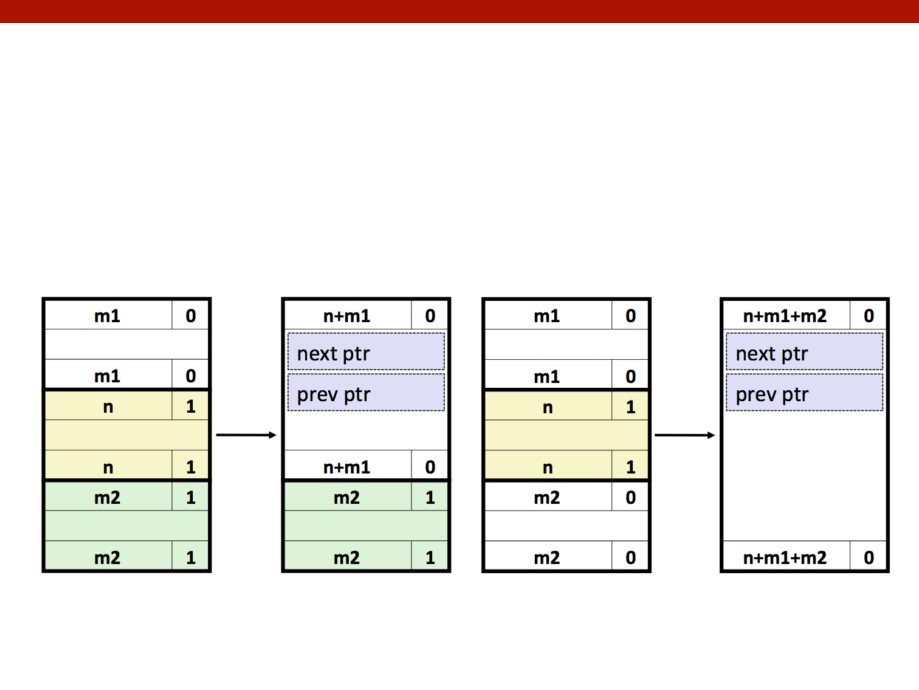 m1 0
m1 0
n 1
n 1
m2 1
m2 1
n+m1 0
next ptr
prev ptr
n+m1 0
m2 1
m2 1
m1 0
m1 0
n 1
n 1
m2 0
m2 0
n+m1+m2 0
next ptr
prev ptr
n+m1+m2 0